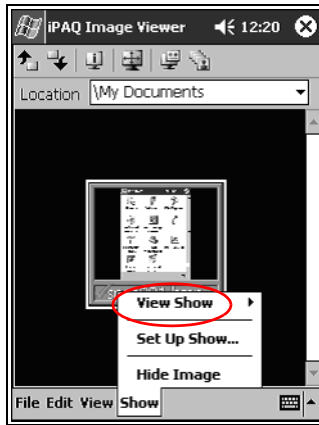 iPAQ Image Viewer 12:20
Location \My Documents
View Show
Set Up Show...
Hide Image
File Edit View Show